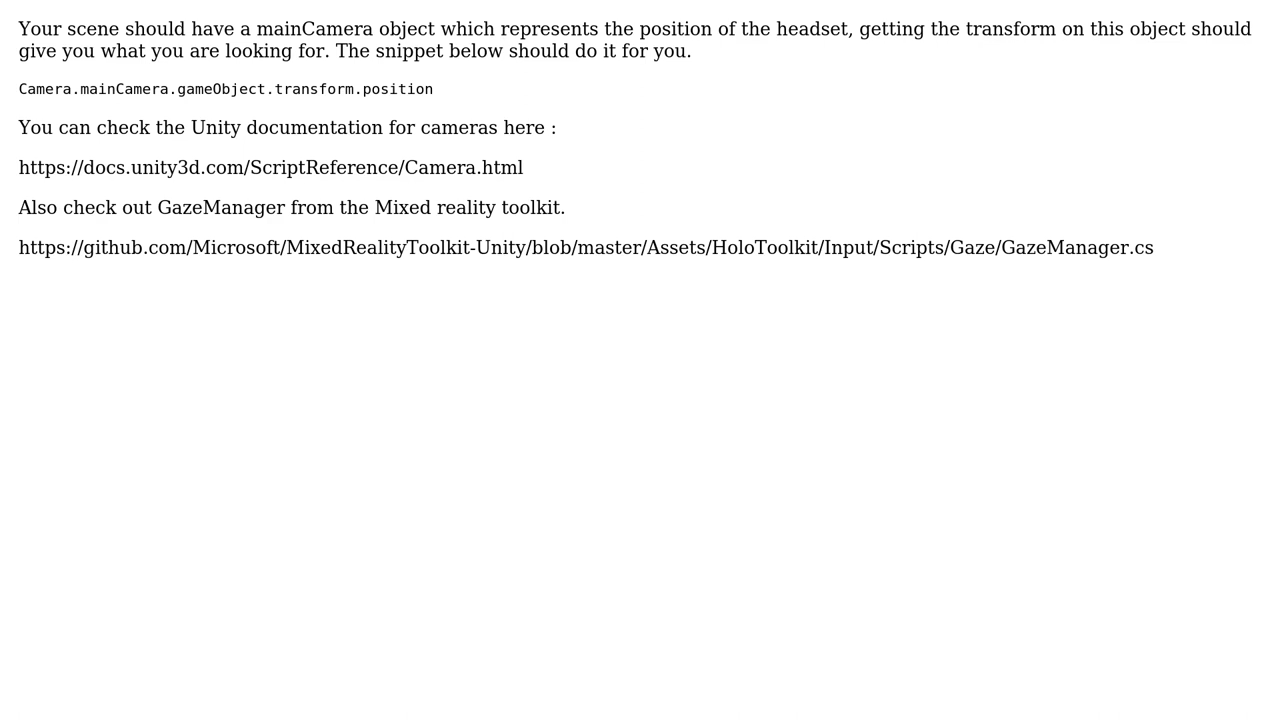 Your scene should have a mainCamera object which represents the position of the headset, getting the transform on this object should
give you what you are looking for. The snippet below should do it for you.
Camera.mainCamera.gameObject.transform.position
You can check the Unity documentation for cameras here :
https://docs.unity3d.com/ScriptReference/Camera.html
Also check out GazeManager from the Mixed reality toolkit.
https://github.com/Microsoft/MixedRealityToolkit-Unity/blob/master/Assets/HoloToolkit/Input/Scripts/Gaze/GazeManager.cs